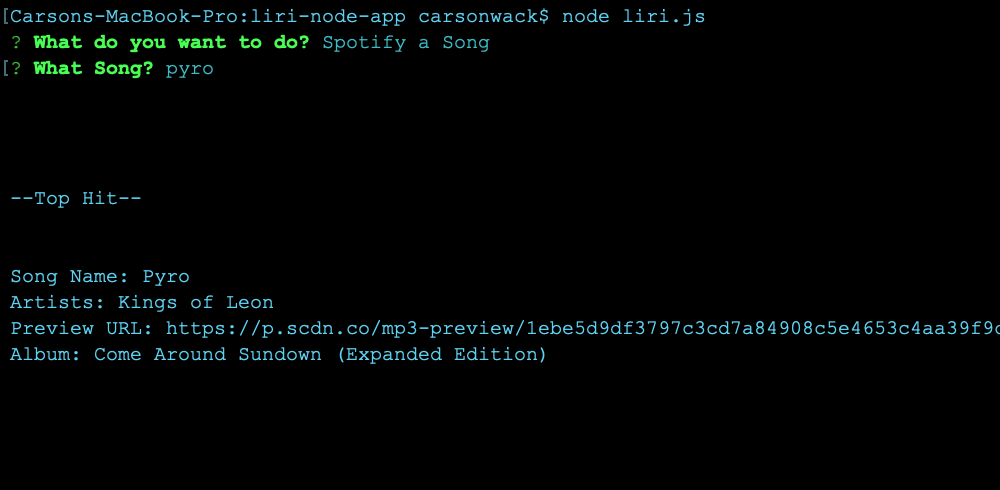 [Carsons-MacBook-Pro:liri-node-app carsonwack$ node liri.js
? What do you want to do? Spotify a Song
[? What Song? pyro
--Top Hit--
Song Name: Pyro
Artists: Kings of Leon
Preview URL: https://p.scdn.co/mp3-preview/1ebe5d9df3797c3cd7a84908c5e4653c4aa39f9
Album: Come Around Sundown (Expanded Edition)